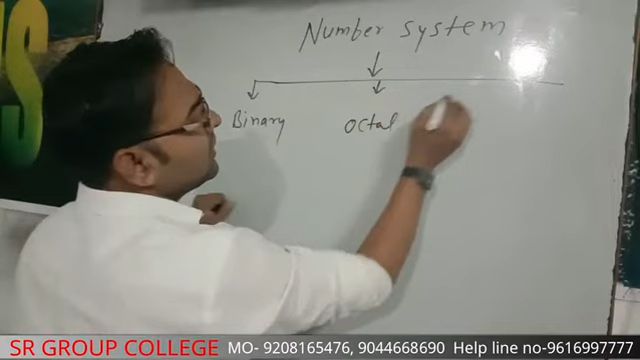 Number system
Binary Octal
SR GROUP COLLEGE MO- 9208165476, 9044668690 Help line no-9616997777